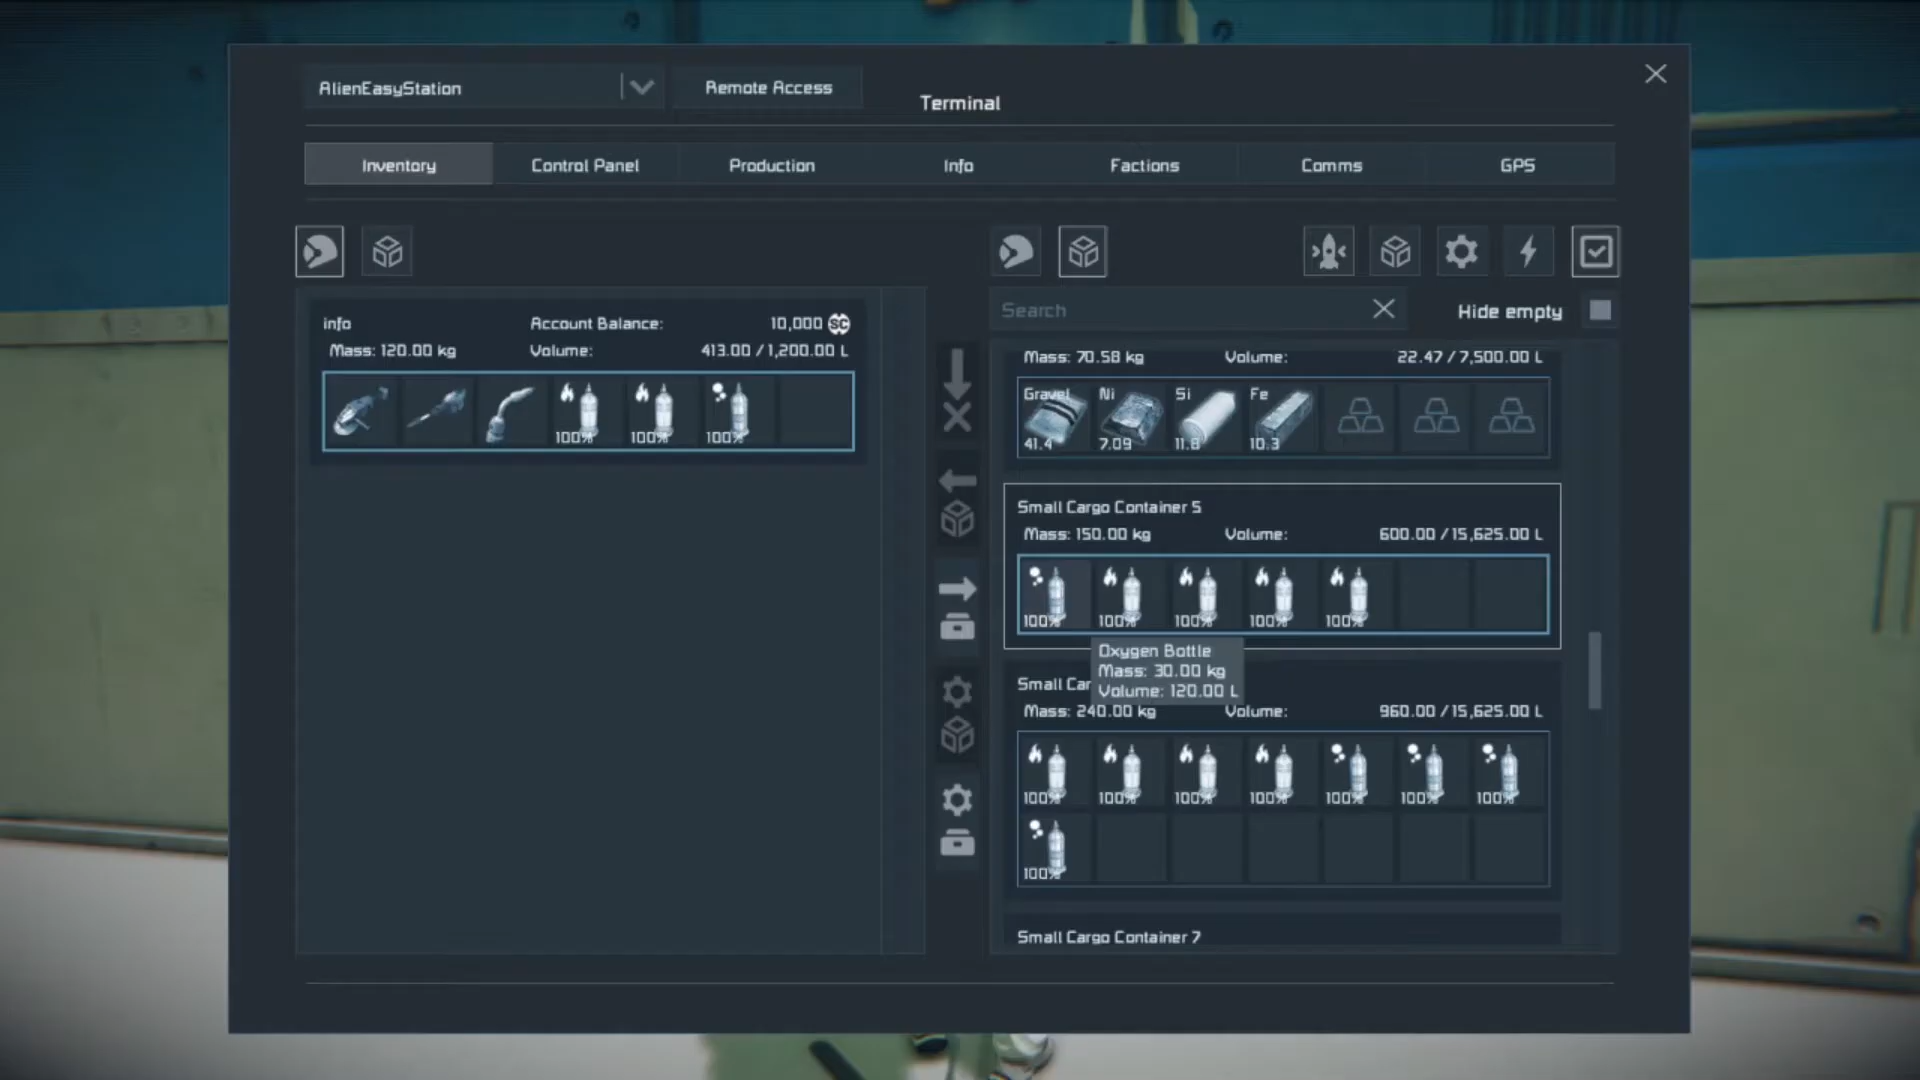 AlienEasyStation
Remote Access
Terminal
Inventory
Control Panel
Production
Info
Factions
Comms
GPS
Search
Hide empty
info
Account Balance:
10,000 SC
Mass: 120.00 kg
Volume:
413.00 / 1,200.00 L
100%
100%
100%
Mass: 70.58 kg
Volume:
22.47 / 7,500.00 L
Gravel
Ni
Si
Fe
41.4
7.09
11.8
10.3
Small Cargo Container 5
Mass: 150.00 kg
Volume:
600.00 / 15,625.00 L
100%
100%
100%
100%
100%
Oxygen Bottle
Mass: 30.00 kg
Volume: 120.00 L
Small
Mass: 240.00 kg
Volume:
960.00 / 15,625.00 L
100%
100%
100%
100%
100%
100%
100%
100%
Small Cargo Container 7